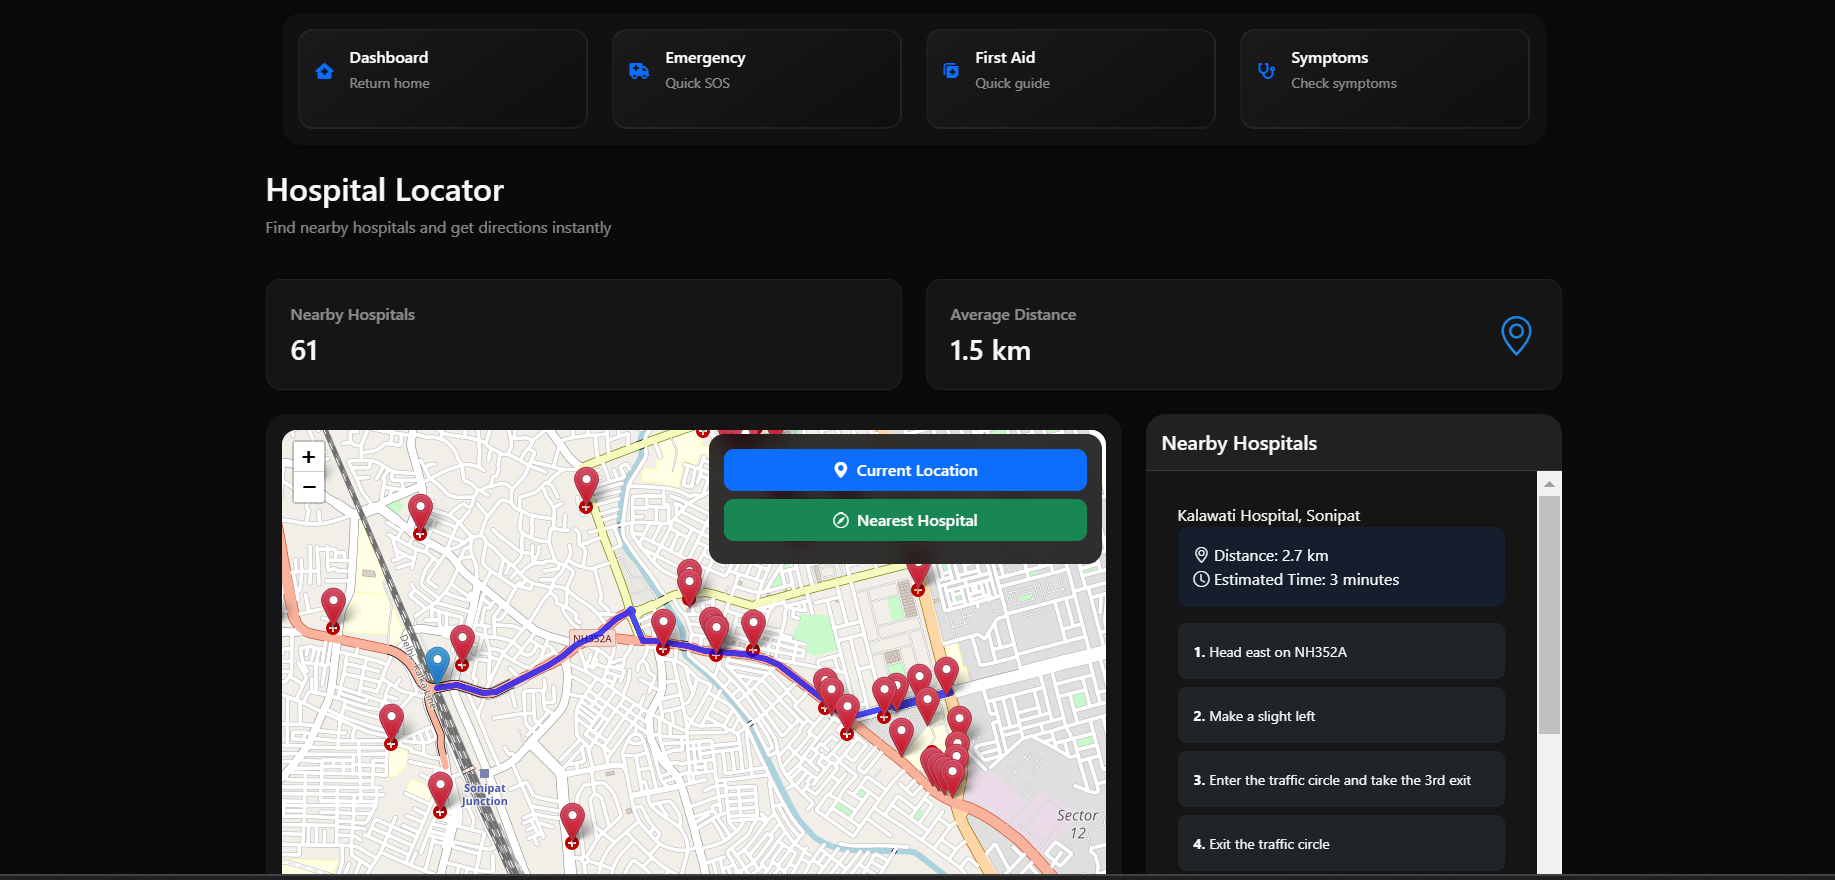 Dashboard
Return home
Emergency
Quick SOS
First Aid
Quick guide
Symptoms
Check symptoms
Hospital Locator
Find nearby hospitals and get directions instantly
Nearby Hospitals
61
Average Distance
1.5 km
+
−
Current Location
Nearest Hospital
NH352A
Sonipat
Junction
Sector
12
Nearby Hospitals
Kalawati Hospital, Sonipat
Distance: 2.7 km
Estimated Time: 3 minutes
1. Head east on NH352A
2. Make a slight left
3. Enter the traffic circle and take the 3rd exit
4. Exit the traffic circle